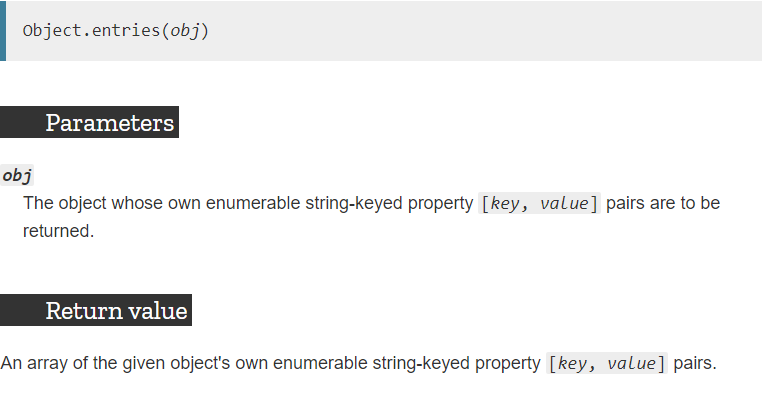 Object.entries(obj)
Parameters
obj
The object whose own enumerable string-keyed property [key, value] pairs are to be
returned.
Return value
An array of the given object's own enumerable string-keyed property [key, value] pairs.